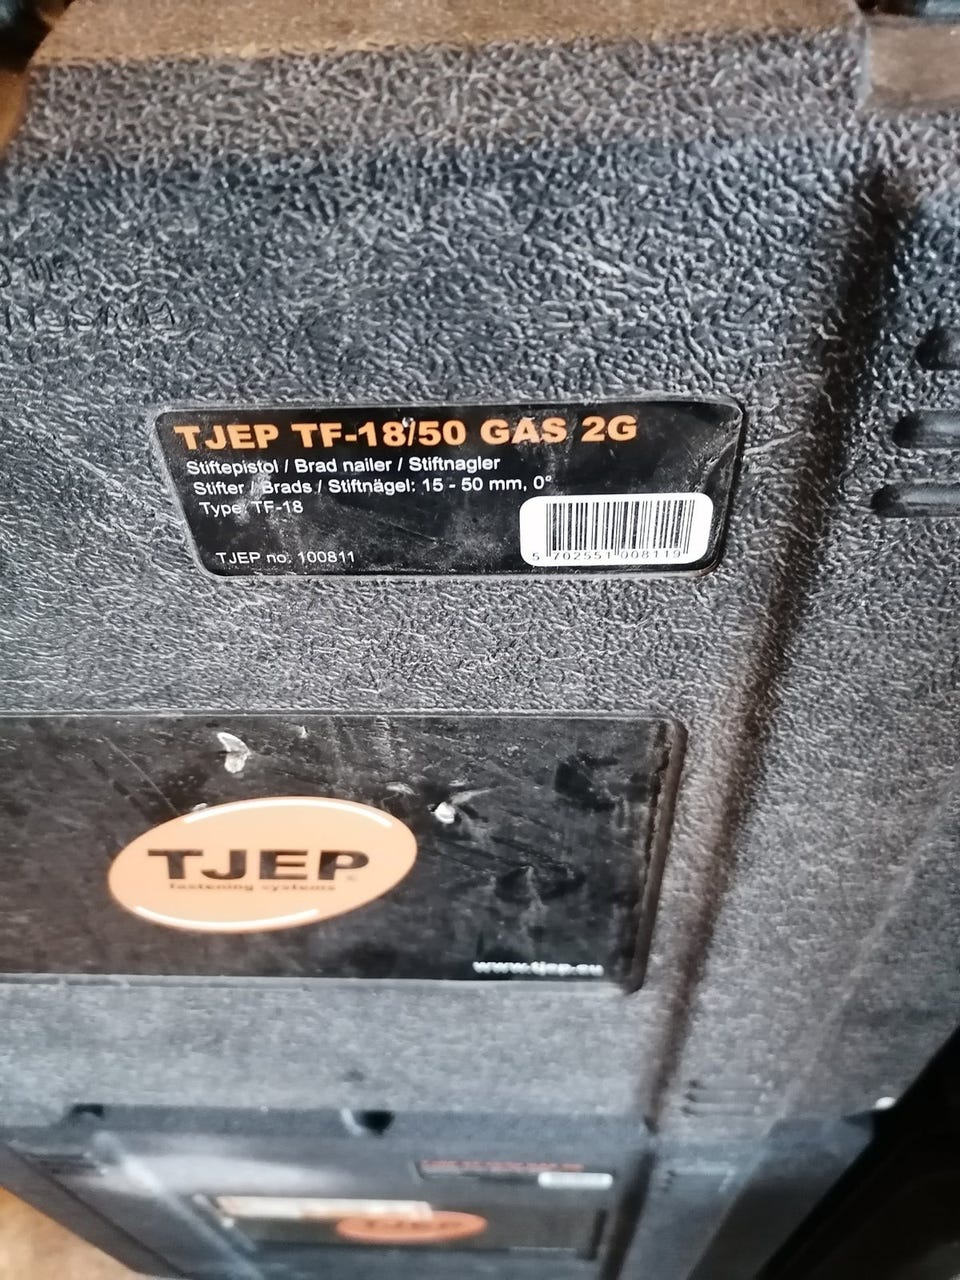 TJEP TF-18/50 GAS 2G
Stiftepistol / Brad nailer / Stiftnagler
Stifter / Brads / Stiftnägel: 15 - 50 mm, 0°
Type: TF-18
TJEP no. 100811
5 702551 008119
TJEP
fastening systems
www.tjep.eu
TJEP